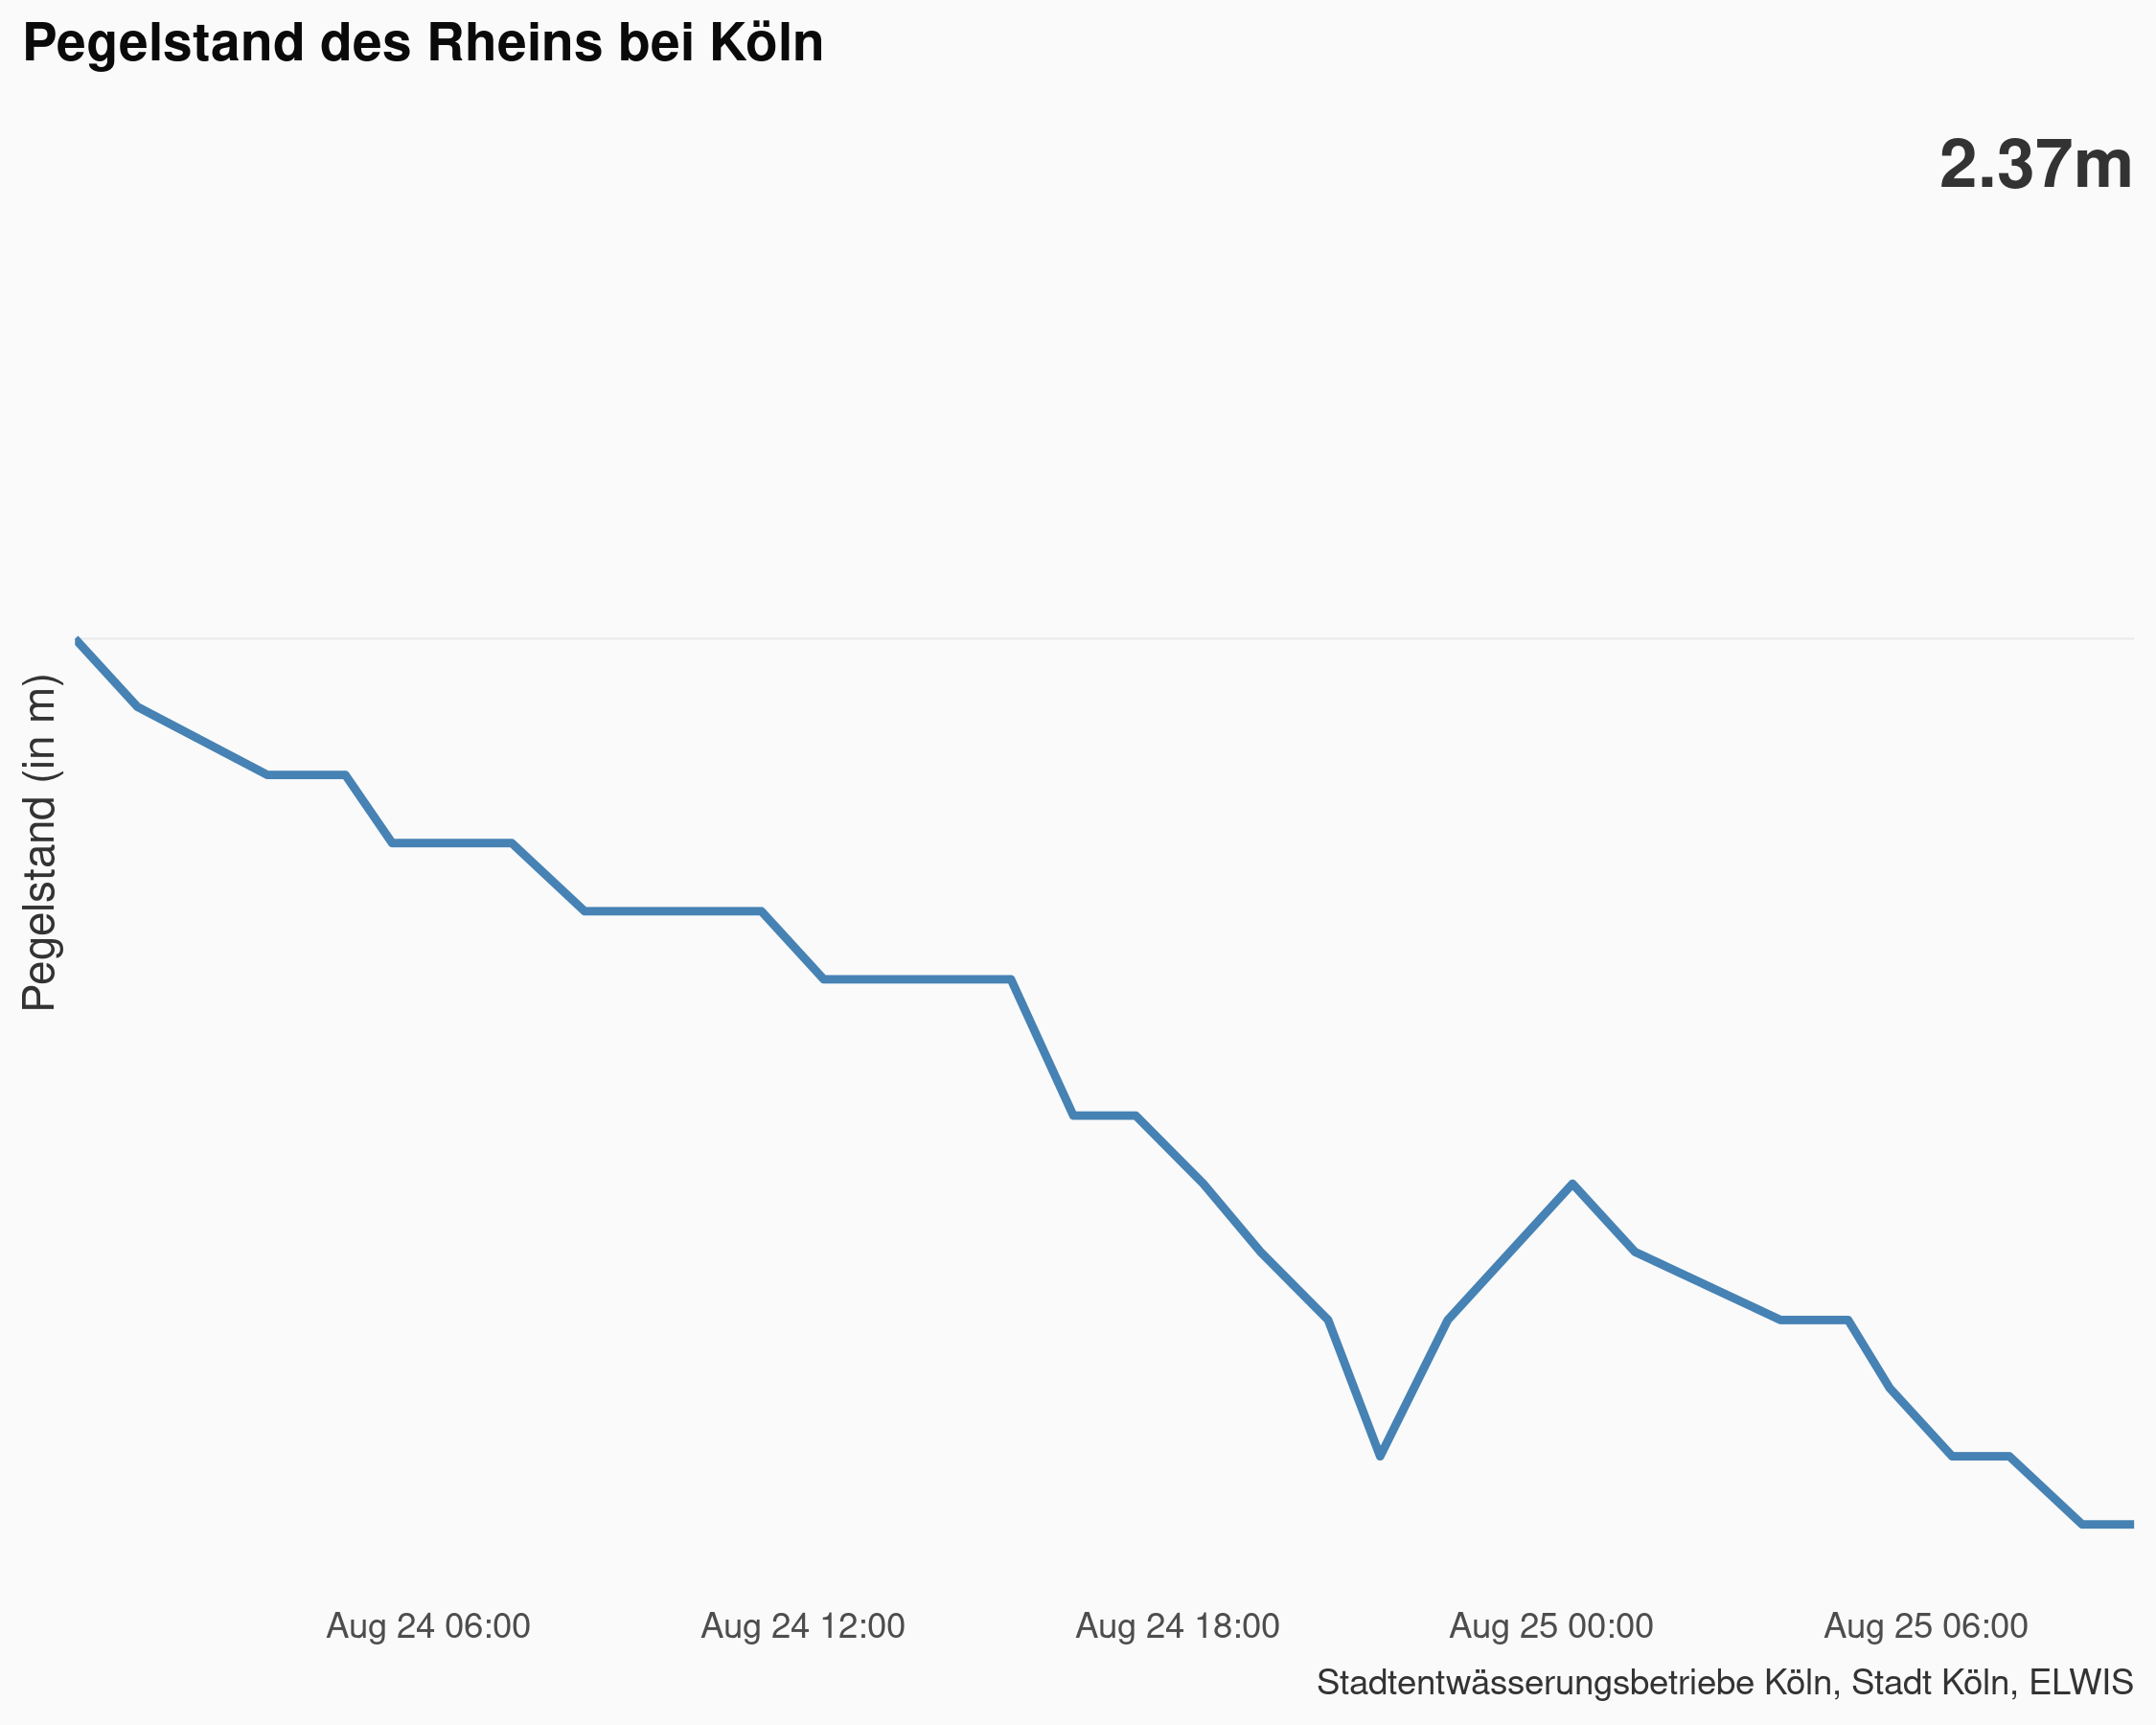 Pegelstand des Rheins bei Köln
2.37m
Pegelstand (in m)
Aug 24 06:00
Aug 24 12:00
Aug 24 18:00
Aug 25 00:00
Aug 25 06:00
Stadtentwässerungsbetriebe Köln, Stadt Köln, ELWIS